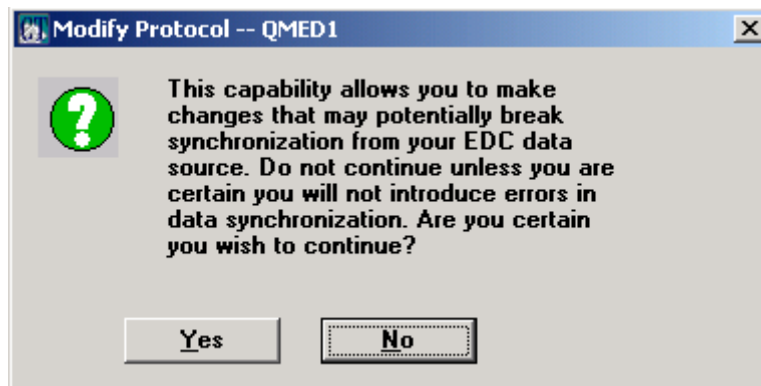 Modify Protocol -- QMED1
This capability allows you to make
changes that may potentially break
synchronization from your EDC data
source. Do not continue unless you are
certain you will not introduce errors in
data synchronization. Are you certain
you wish to continue?
Yes
No